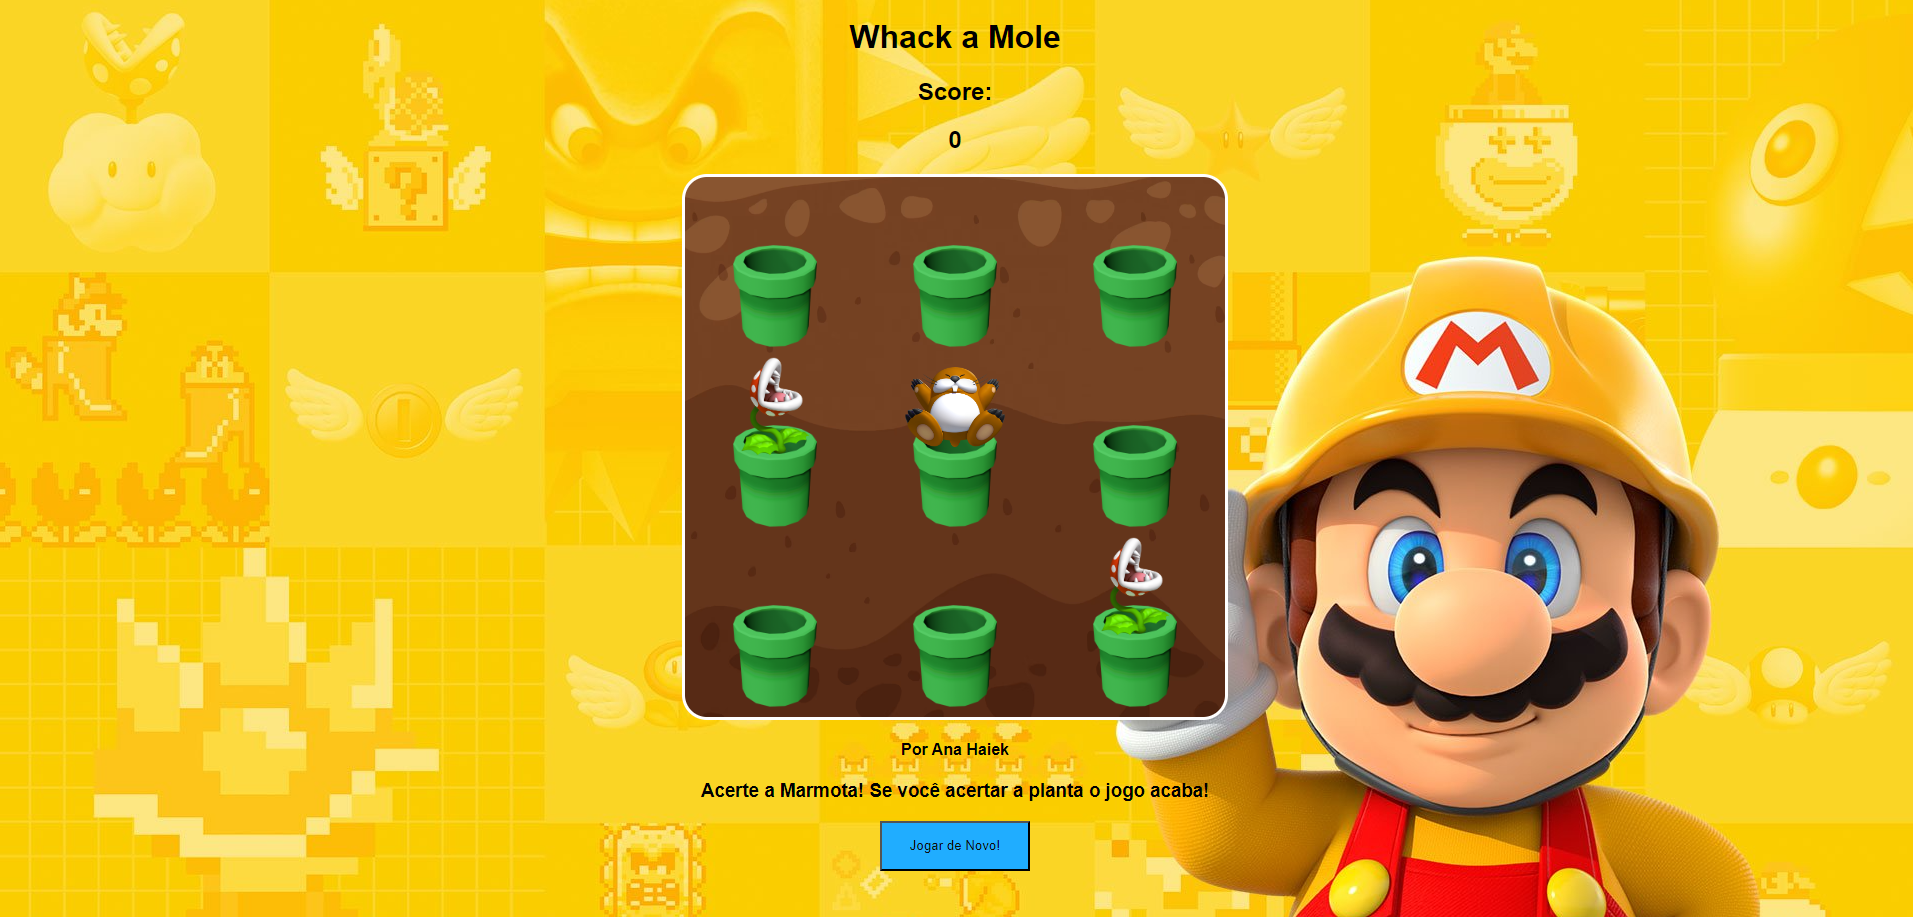 Whack a Mole
Score:
0
?
M
Por Ana Haiek
Acerte a Marmota! Se você acertar a planta o jogo acaba!
Jogar de Novo!